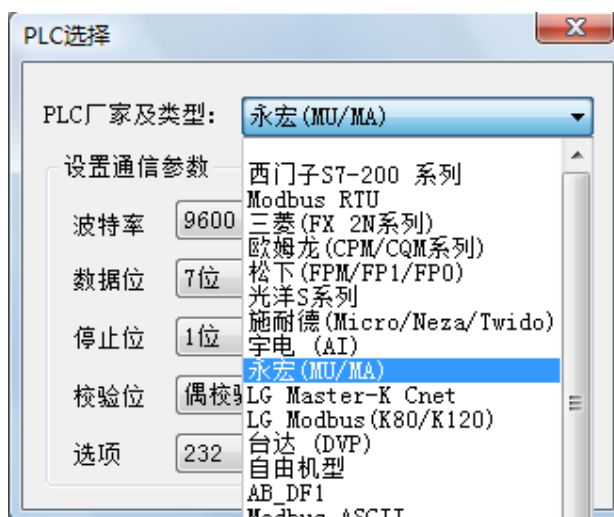 PLC选择
PLC厂家及类型: 永宏(MU/MA)
设置通信参数
波特率 9600
数据位 7位
停止位 1位
校验位 偶校验
选项 232
西门子S7-200 系列
Modbus RTU
三菱(FX 2N系列)
欧姆龙(CPM/CQM系列)
松下(FPM/FP1/FP0)
光洋S系列
施耐德(Micro/Neza/Twido)
宇电 (AI)
永宏(MU/MA)
LG Master-K Cnet
LG Modbus(K80/K120)
台达 (DVP)
自由机型
AB_DF1
Modbus ASCII